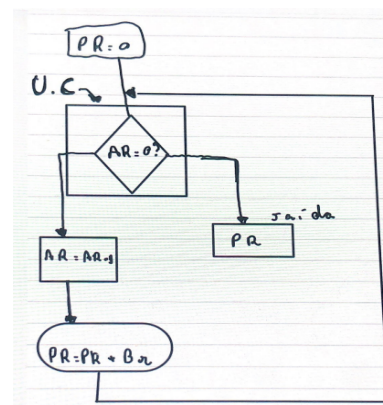 PR = 0
U.C
AR = 0?
saída
PR
AR = AR-1
PR = PR + Br